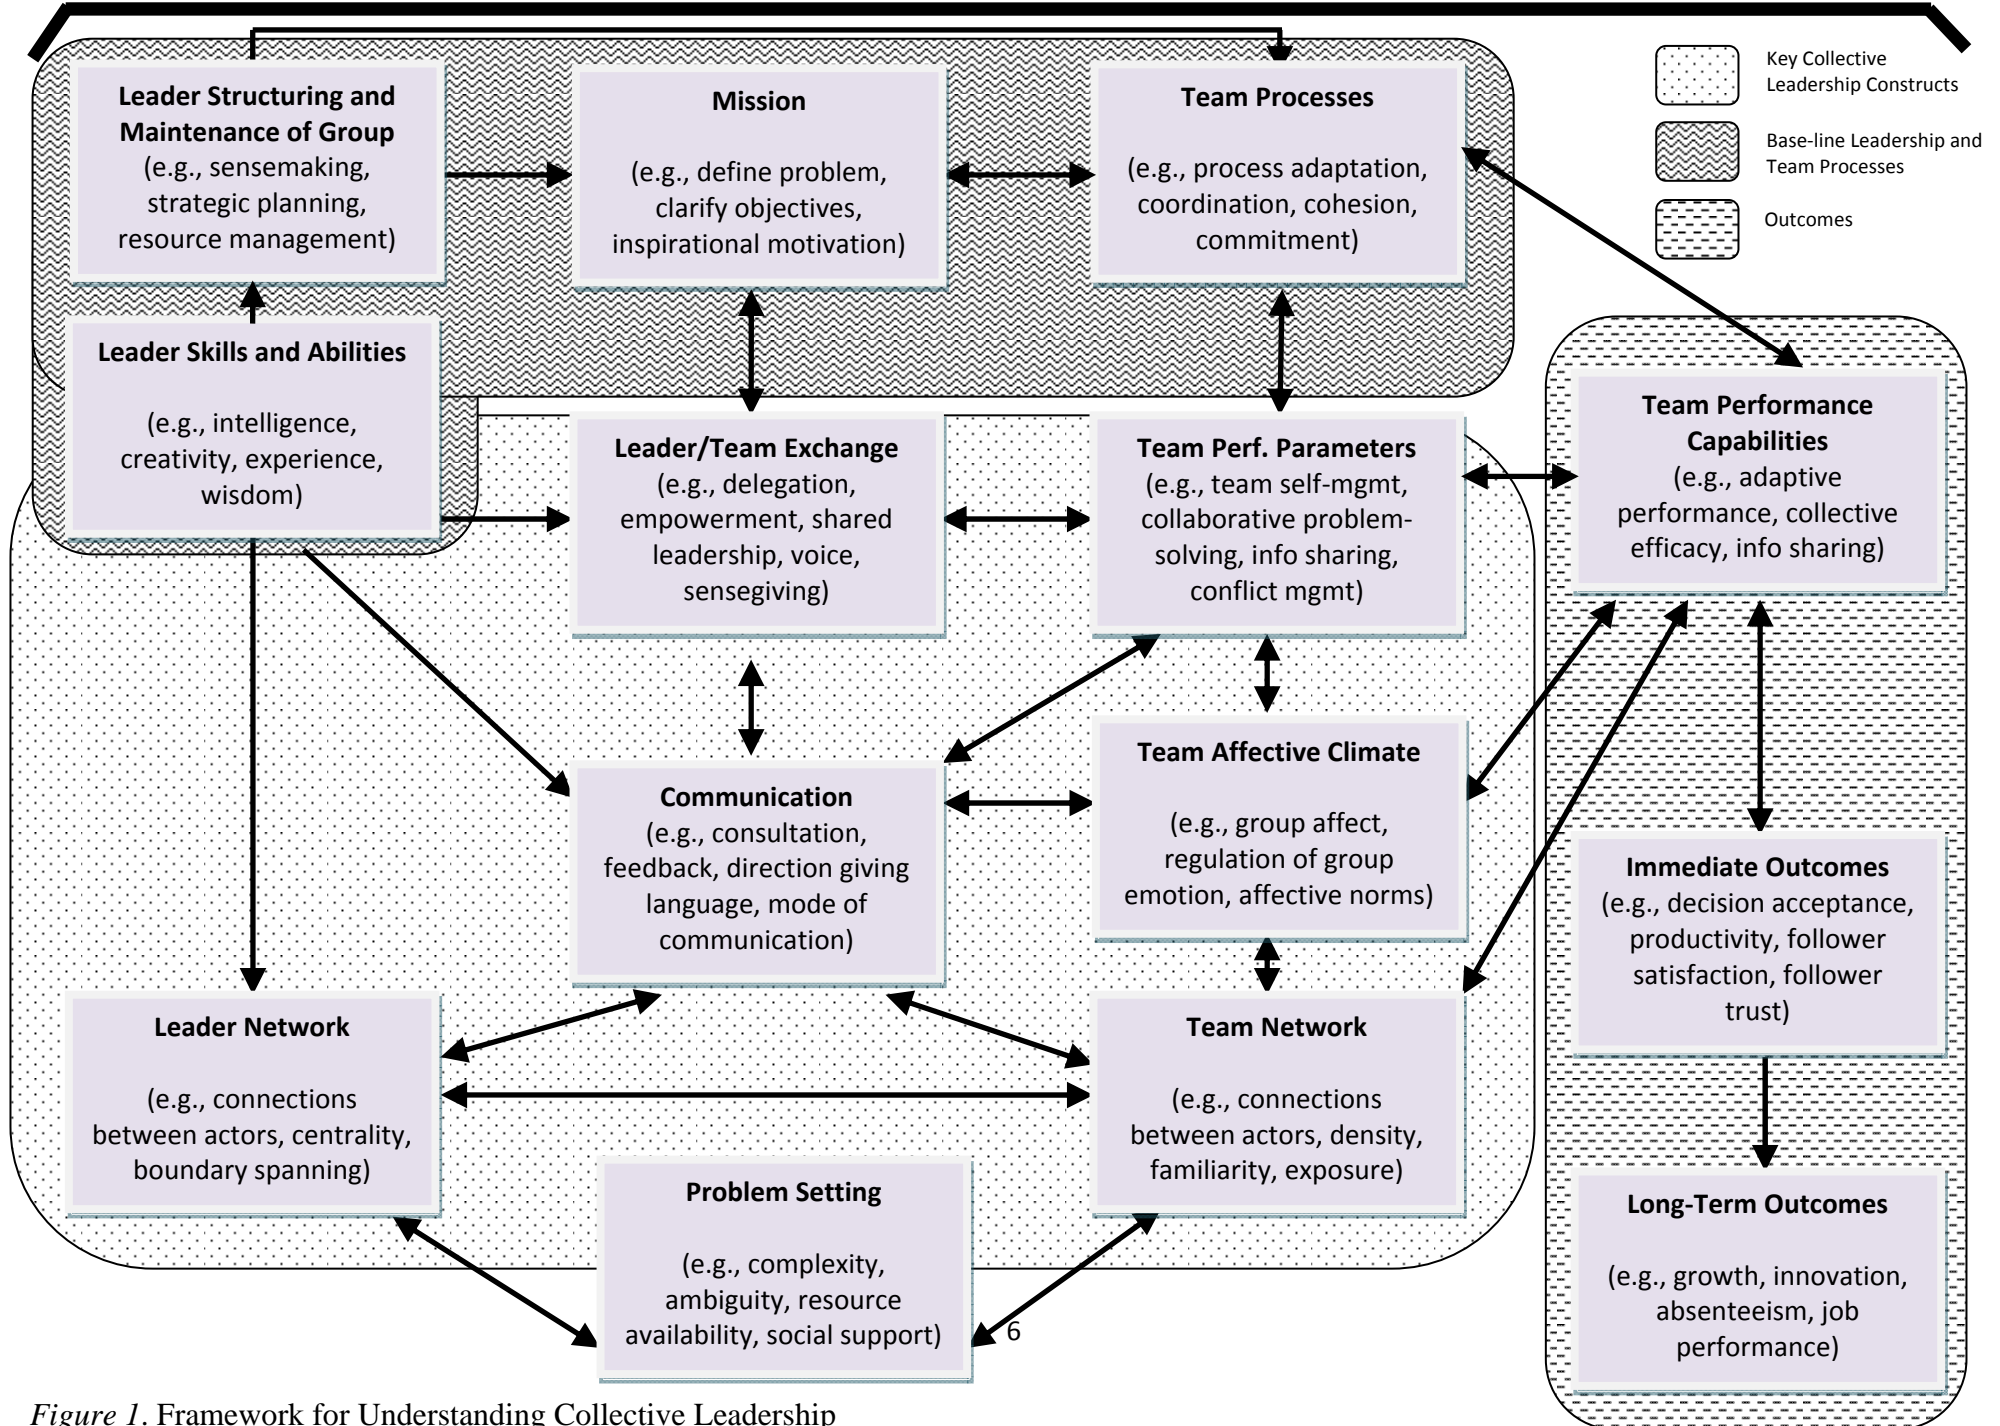 Leader Structuring and
Maintenance of Group
(e.g., sensemaking,
strategic planning,
resource management)
Mission
(e.g., define problem,
clarify objectives,
inspirational motivation)
Team Processes
(e.g., process adaptation,
coordination, cohesion,
commitment)
Key Collective
Leadership Constructs
Base-line Leadership and
Team Processes
Outcomes
Leader Skills and Abilities
(e.g., intelligence,
creativity, experience,
wisdom)
Leader/Team Exchange
(e.g., delegation,
empowerment, shared
leadership, voice,
sensegiving)
Team Perf. Parameters
(e.g., team self-mgmt,
collaborative problem-
solving, info sharing,
conflict mgmt)
Team Performance
Capabilities
(e.g., adaptive
performance, collective
efficacy, info sharing)
Communication
(e.g., consultation,
feedback, direction giving
language, mode of
communication)
Team Affective Climate
(e.g., group affect,
regulation of group
emotion, affective norms)
Immediate Outcomes
(e.g., decision acceptance,
productivity, follower
satisfaction, follower
trust)
Leader Network
(e.g., connections
between actors, centrality,
boundary spanning)
Team Network
(e.g., connections
between actors, density,
familiarity, exposure)
Problem Setting
(e.g., complexity,
ambiguity, resource
availability, social support)
6
Long-Term Outcomes
(e.g., growth, innovation,
absenteeism, job
performance)
Figure 1. Framework for Understanding Collective Leadership